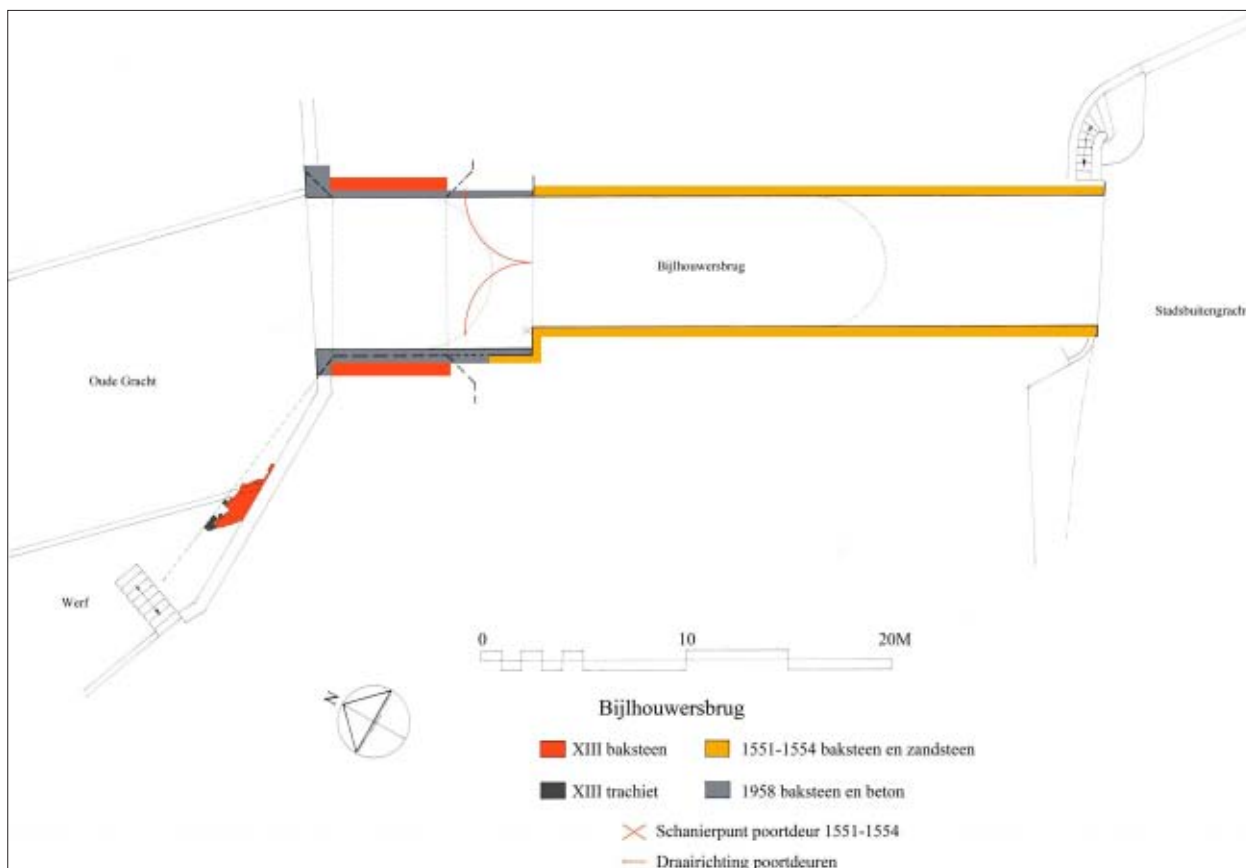 Bijlhouwersbrug
Stadsbuitengracht
Oude Gracht
Werf
0 10 20M
N
Bijlhouwersbrug
XIII baksteen
1551-1554 baksteen en zandsteen
XIII trachiet
1958 baksteen en beton
Schanierpunt poortdeur 1551-1554
Draairichting poortdeuren